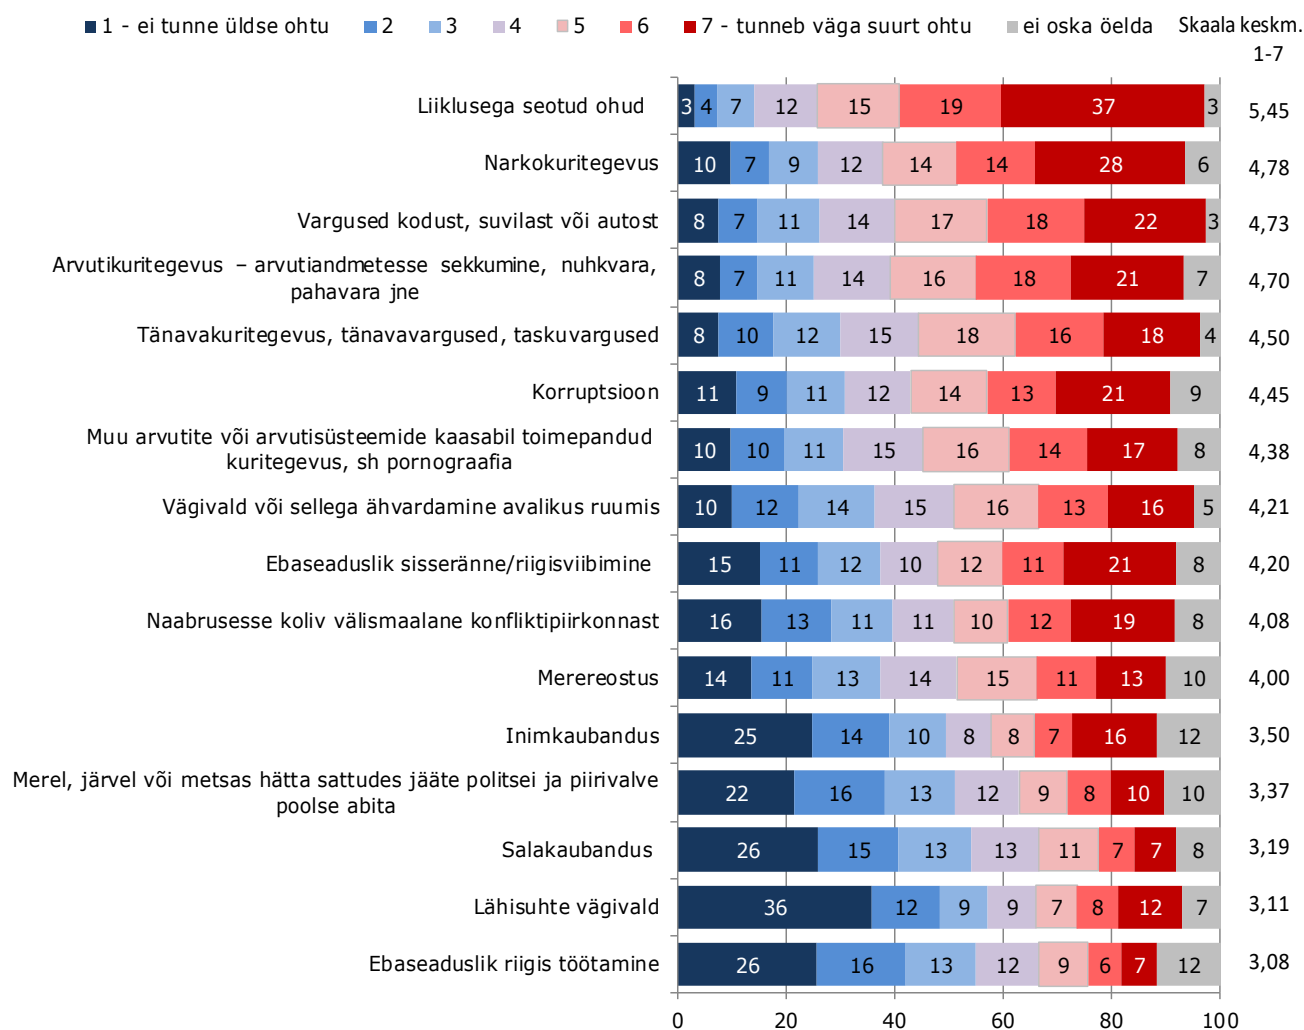 1 - ei tunne üldse ohtu 2 3 4 5 6 7 - tunneb väga suurt ohtu ei oska öelda Skaala keskm.
1-7
Liiklusega seotud ohud 3 4 7 12 15 19 37 3 5,45
Narkokuritegevus 10 7 9 12 14 14 28 6 4,78
Vargused kodust, suvilast või autost 8 7 11 14 17 18 22 3 4,73
Arvutikuritegevus – arvutiandmetesse sekkumine, nuhkvara,
pahavara jne 8 7 11 14 16 18 21 7 4,70
Tänavakuritegevus, tänavavargused, taskuvargused 8 10 12 15 18 16 18 4 4,50
Korruptsioon 11 9 11 12 14 13 21 9 4,45
Muu arvutite või arvutisüsteemide kaasabil toimepandud
kuritegevus, sh pornograafia 10 10 11 15 16 14 17 8 4,38
Vägivald või sellega ähvardamine avalikus ruumis 10 12 14 15 16 13 16 5 4,21
Ebaseaduslik sisseränne/riigisviibimine 15 11 12 10 12 11 21 8 4,20
Naabrusesse koliv välismaalane konfliktipiirkonnast 16 13 11 11 10 12 19 8 4,08
Merereostus 14 11 13 14 15 11 13 10 4,00
Inimkaubandus 25 14 10 8 8 7 16 12 3,50
Merel, järvel või metsas hätta sattudes jääte politsei ja piirivalve
poolse abita 22 16 13 12 9 8 10 10 3,37
Salakaubandus 26 15 13 13 11 7 7 8 3,19
Lähisuhte vägivald 36 12 9 9 7 8 12 7 3,11
Ebaseaduslik riigis töötamine 26 16 13 12 9 6 7 12 3,08
0 20 40 60 80 100